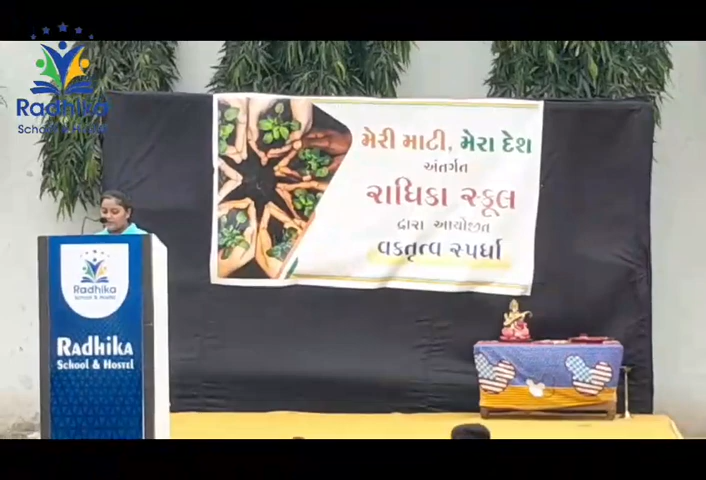 Radhika
School & Hostel
મેરી માટી, મેરા દેશ
અંતર્ગત
રાધિકા સ્કૂલ
દ્વારા આયોજીત
વકતૃત્વ સ્પર્ધા
Radhika
School & Hostel
Radhika
School & Hostel